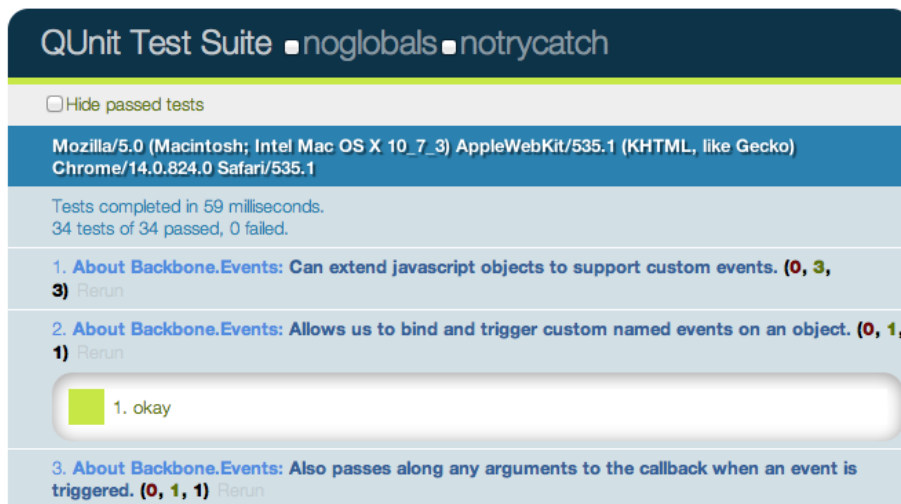 QUnit Test Suite noglobals notrycatch
Hide passed tests
Mozilla/5.0 (Macintosh; Intel Mac OS X 10_7_3) AppleWebKit/535.1 (KHTML, like Gecko)
Chrome/14.0.824.0 Safari/535.1
Tests completed in 59 milliseconds.
34 tests of 34 passed, 0 failed.
1. About Backbone.Events: Can extend javascript objects to support custom events. (0, 3,
3) Rerun
2. About Backbone.Events: Allows us to bind and trigger custom named events on an object. (0, 1,
1) Rerun
1. okay
3. About Backbone.Events: Also passes along any arguments to the callback when an event is
triggered. (0, 1, 1) Rerun